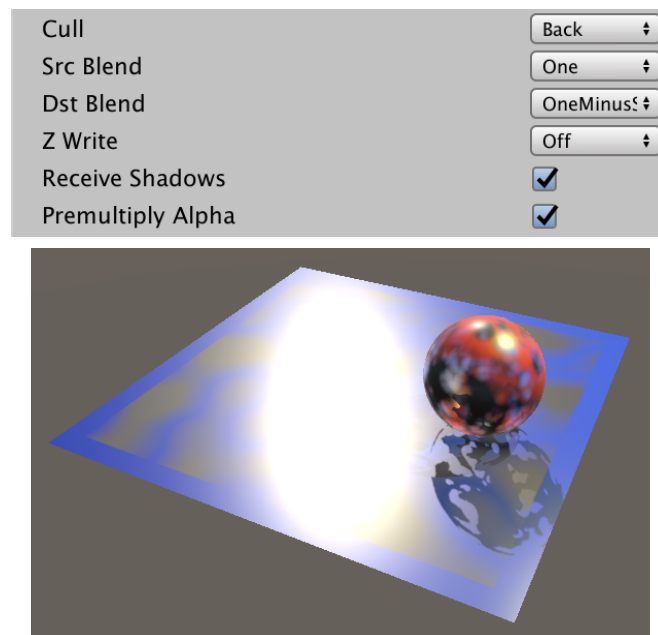 Cull Back
Src Blend One
Dst Blend OneMinusS
Z Write Off
Receive Shadows
Premultiply Alpha